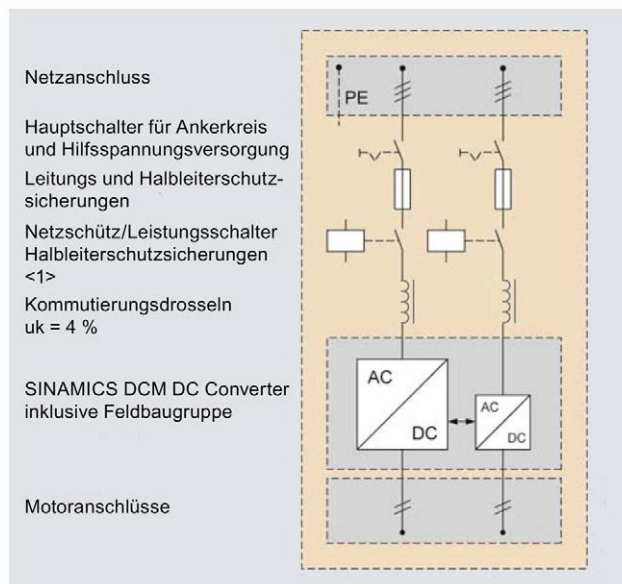 Netzanschluss
PE
Hauptschalter für Ankerkreis
und Hilfsspannungsversorgung
Leitungs und Halbleiterschutz-
sicherungen
Netzschütz/Leistungsschalter
Halbleiterschutzsicherungen
<1>
Kommutierungsdrosseln
uk = 4 %
SINAMICS DCM DC Converter
inklusive Feldbaugruppe
AC
DC
AC
DC
Motoranschlüsse